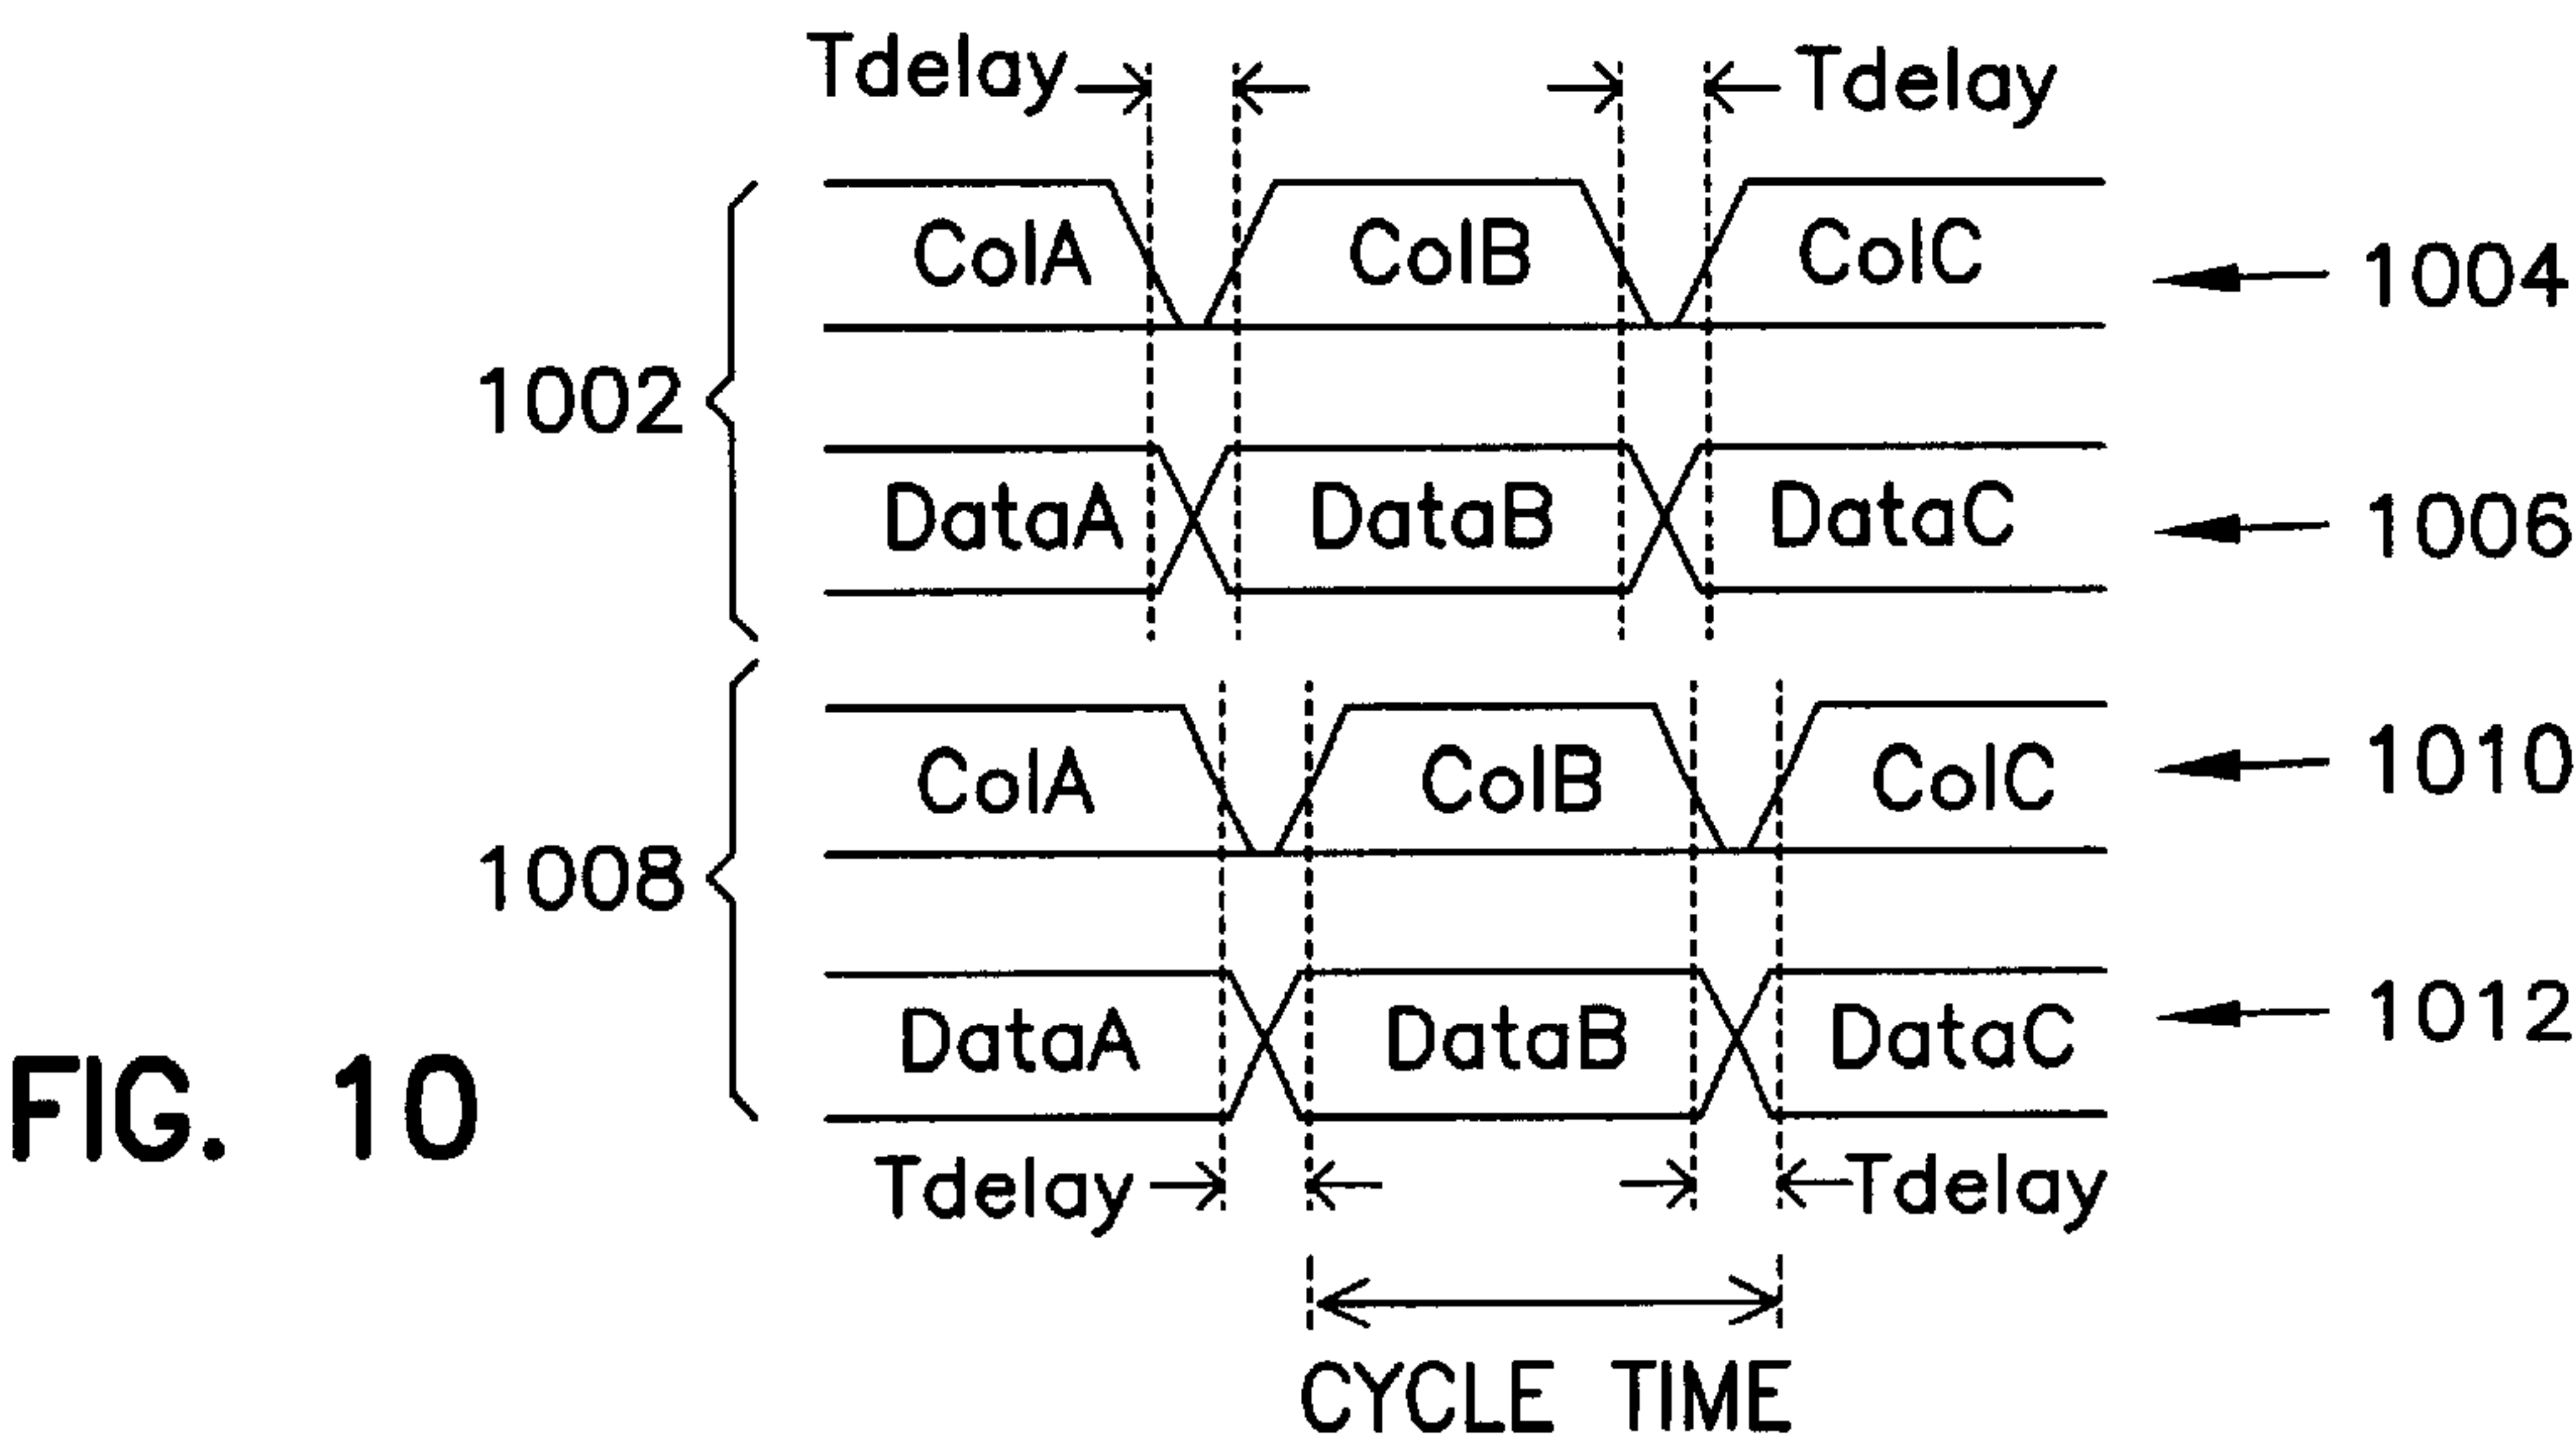 Tdelay Tdelay
ColA ColB ColC 1004
1002
DataA DataB DataC 1006
ColA ColB ColC 1010
1008
DataA DataB DataC 1012
FIG. 10
Tdelay Tdelay
CYCLE TIME